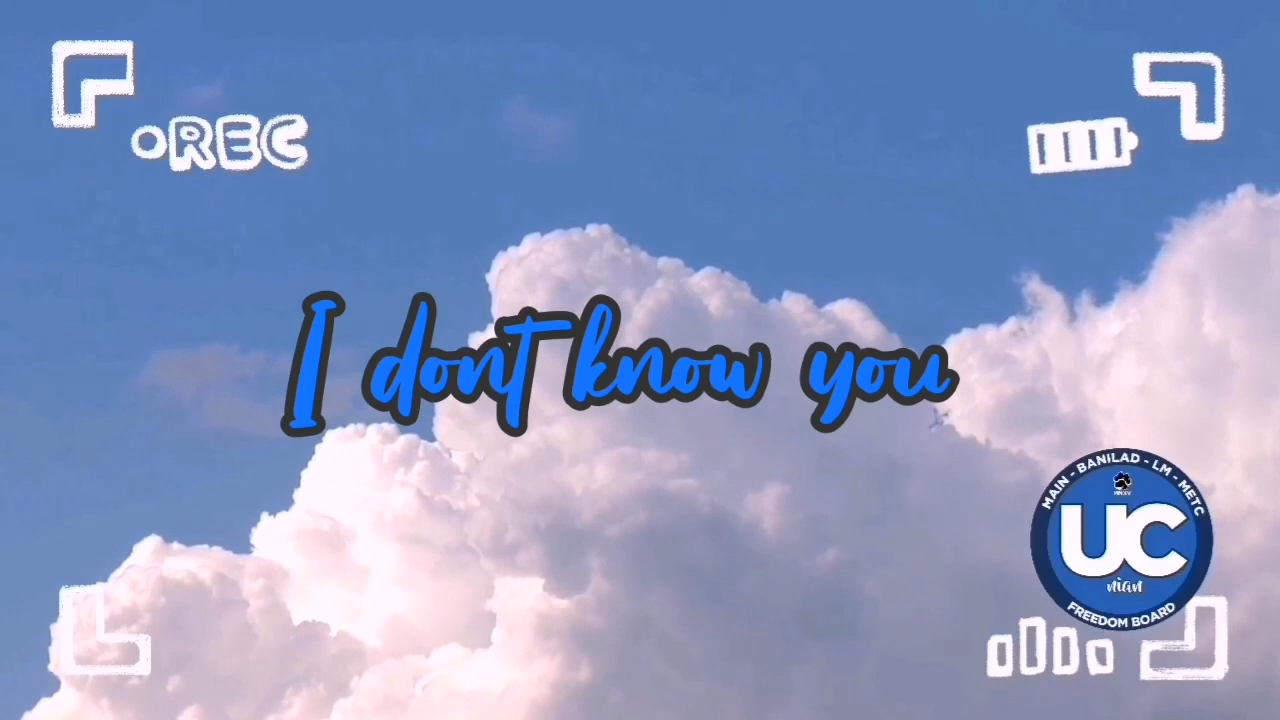 REC
I dont know you
MAIN - BANILAD - LM - METC
UC
nian
FREEDOM BOARD